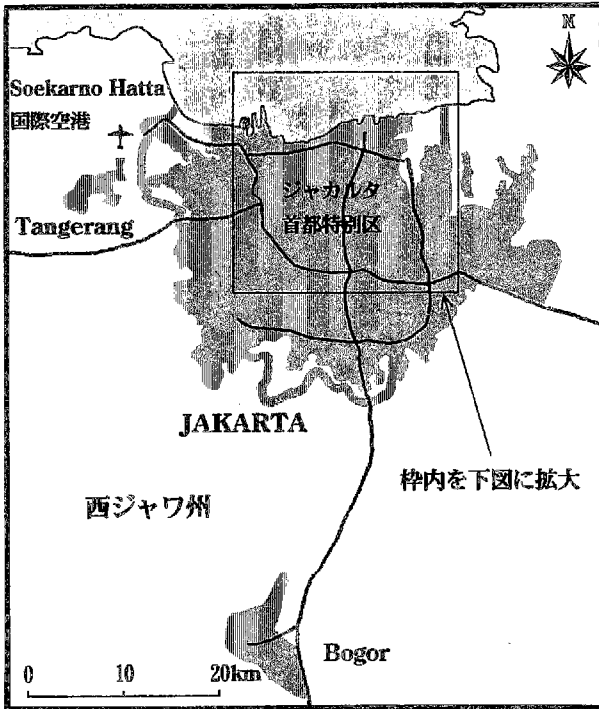 N
Soekarno Hatta
国際空港
ジャカルタ
首都特別区
Tangerang
JAKARTA
枠内を下図に拡大
西ジャワ州
Bogor
0 10 20km